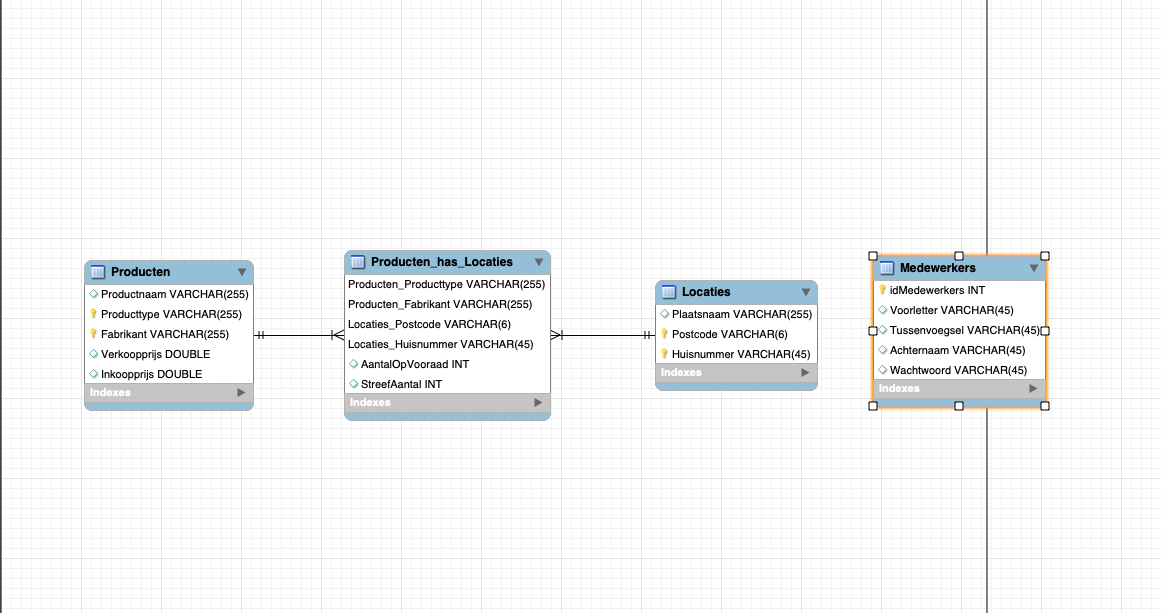 Producten
Productnaam VARCHAR(255)
Producttype VARCHAR(255)
Fabrikant VARCHAR(255)
Verkoopprijs DOUBLE
Inkoopprijs DOUBLE
Indexes
Producten_has_Locaties
Producten_Producttype VARCHAR(255)
Producten_Fabrikant VARCHAR(255)
Locaties_Postcode VARCHAR(6)
Locaties_Huisnummer VARCHAR(45)
AantalOpVooraad INT
StreefAantal INT
Indexes
Locaties
Plaatsnaam VARCHAR(255)
Postcode VARCHAR(6)
Huisnummer VARCHAR(45)
Indexes
Medewerkers
idMedewerkers INT
Voorletter VARCHAR(45)
Tussenvoegsel VARCHAR(45)
Achternaam VARCHAR(45)
Wachtwoord VARCHAR(45)
Indexes